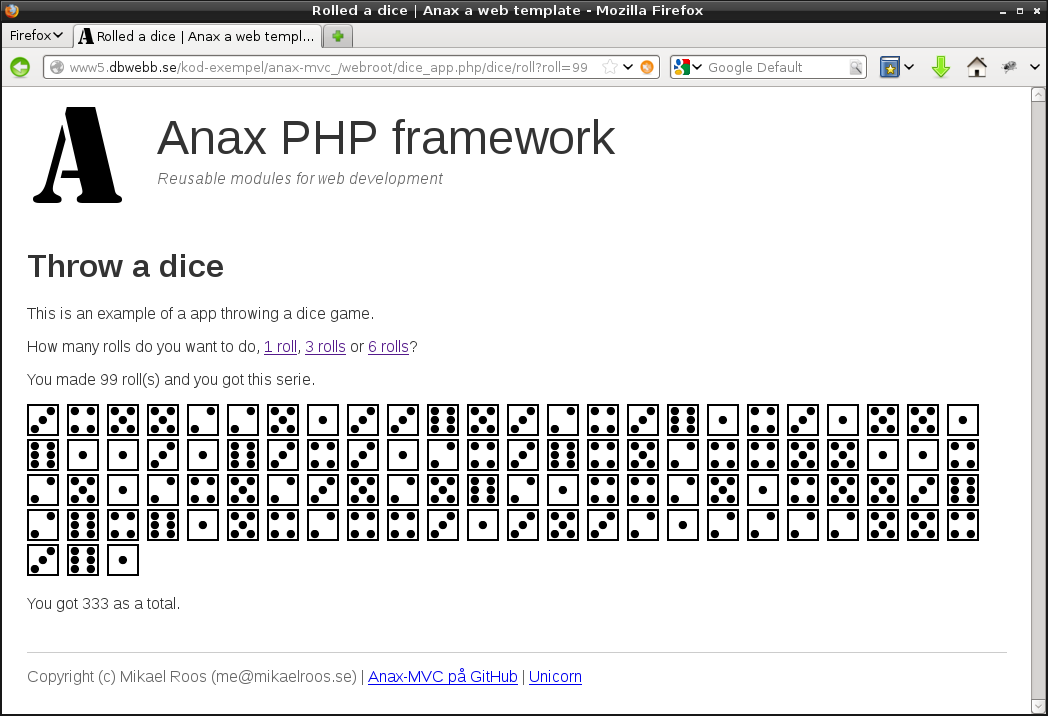 Rolled a dice | Anax a web template - Mozilla Firefox
Firefox
Rolled a dice | Anax a web templ...
www5.dbwebb.se/kod-exempel/anax-mvc_/webroot/dice_app.php/dice/roll?roll=99
Google Default
A
Anax PHP framework
Reusable modules for web development
Throw a dice
This is an example of a app throwing a dice game.
How many rolls do you want to do, 1 roll, 3 rolls or 6 rolls?
You made 99 roll(s) and you got this serie.
You got 333 as a total.
Copyright (c) Mikael Roos (me@mikaelroos.se) | Anax-MVC på GitHub | Unicorn